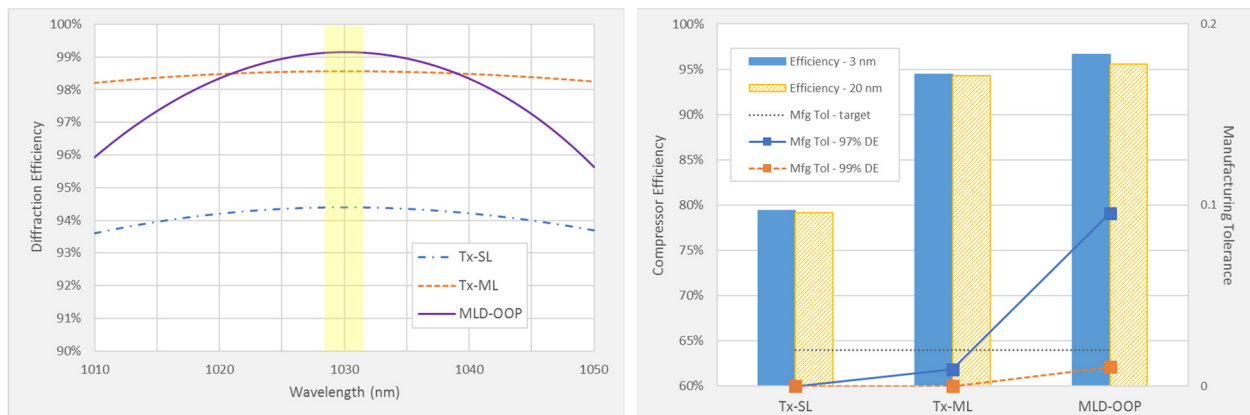 100%
99%
98%
97%
96%
95%
94%
93%
92%
91%
90%
Diffraction Efficiency
Tx-SL
Tx-ML
MLD-OOP
1010
1020
1030
1040
1050
Wavelength (nm)
100%
95%
90%
85%
80%
75%
70%
65%
60%
Compressor Efficiency
Efficiency - 3 nm
Efficiency - 20 nm
Mfg Tol - target
Mfg Tol - 97% DE
Mfg Tol - 99% DE
0.2
0.1
0
Manufacturing Tolerance
Tx-SL
Tx-ML
MLD-OOP